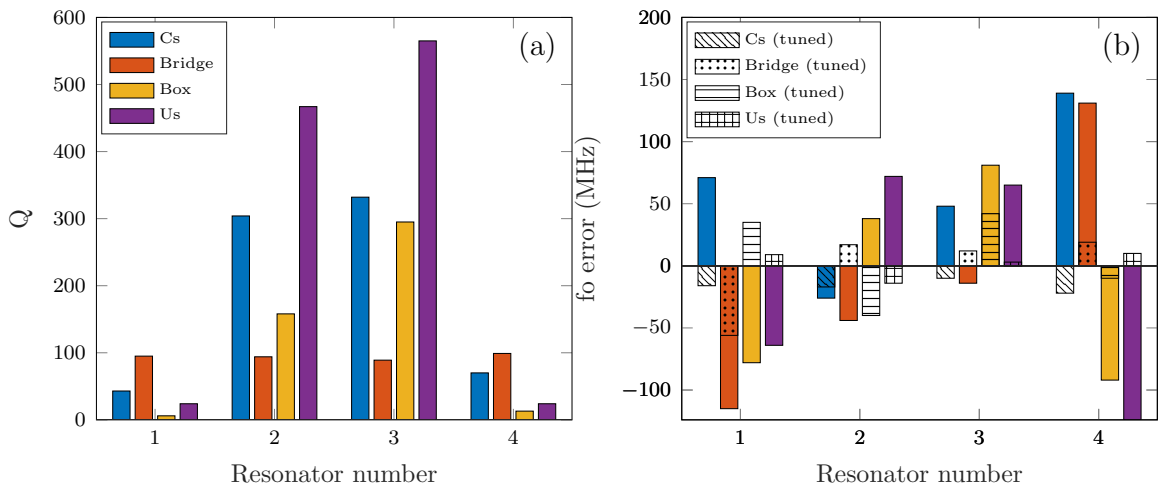 600
500
400
300
200
100
0
Q
Cs
Bridge
Box
Us
(a)
1 2 3 4
Resonator number
200
150
100
50
0
−50
−100
fo error (MHz)
Cs (tuned)
Bridge (tuned)
Box (tuned)
Us (tuned)
(b)
1 2 3 4
Resonator number